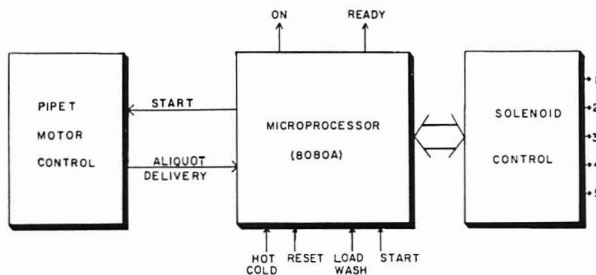 ON
READY
PIPET
MOTOR
CONTROL
START
ALIQUOT
DELIVERY
MICROPROCESSOR
(8080A)
SOLENOID
CONTROL
1
2
3
4
5
HOT
COLD
RESET
LOAD
WASH
START